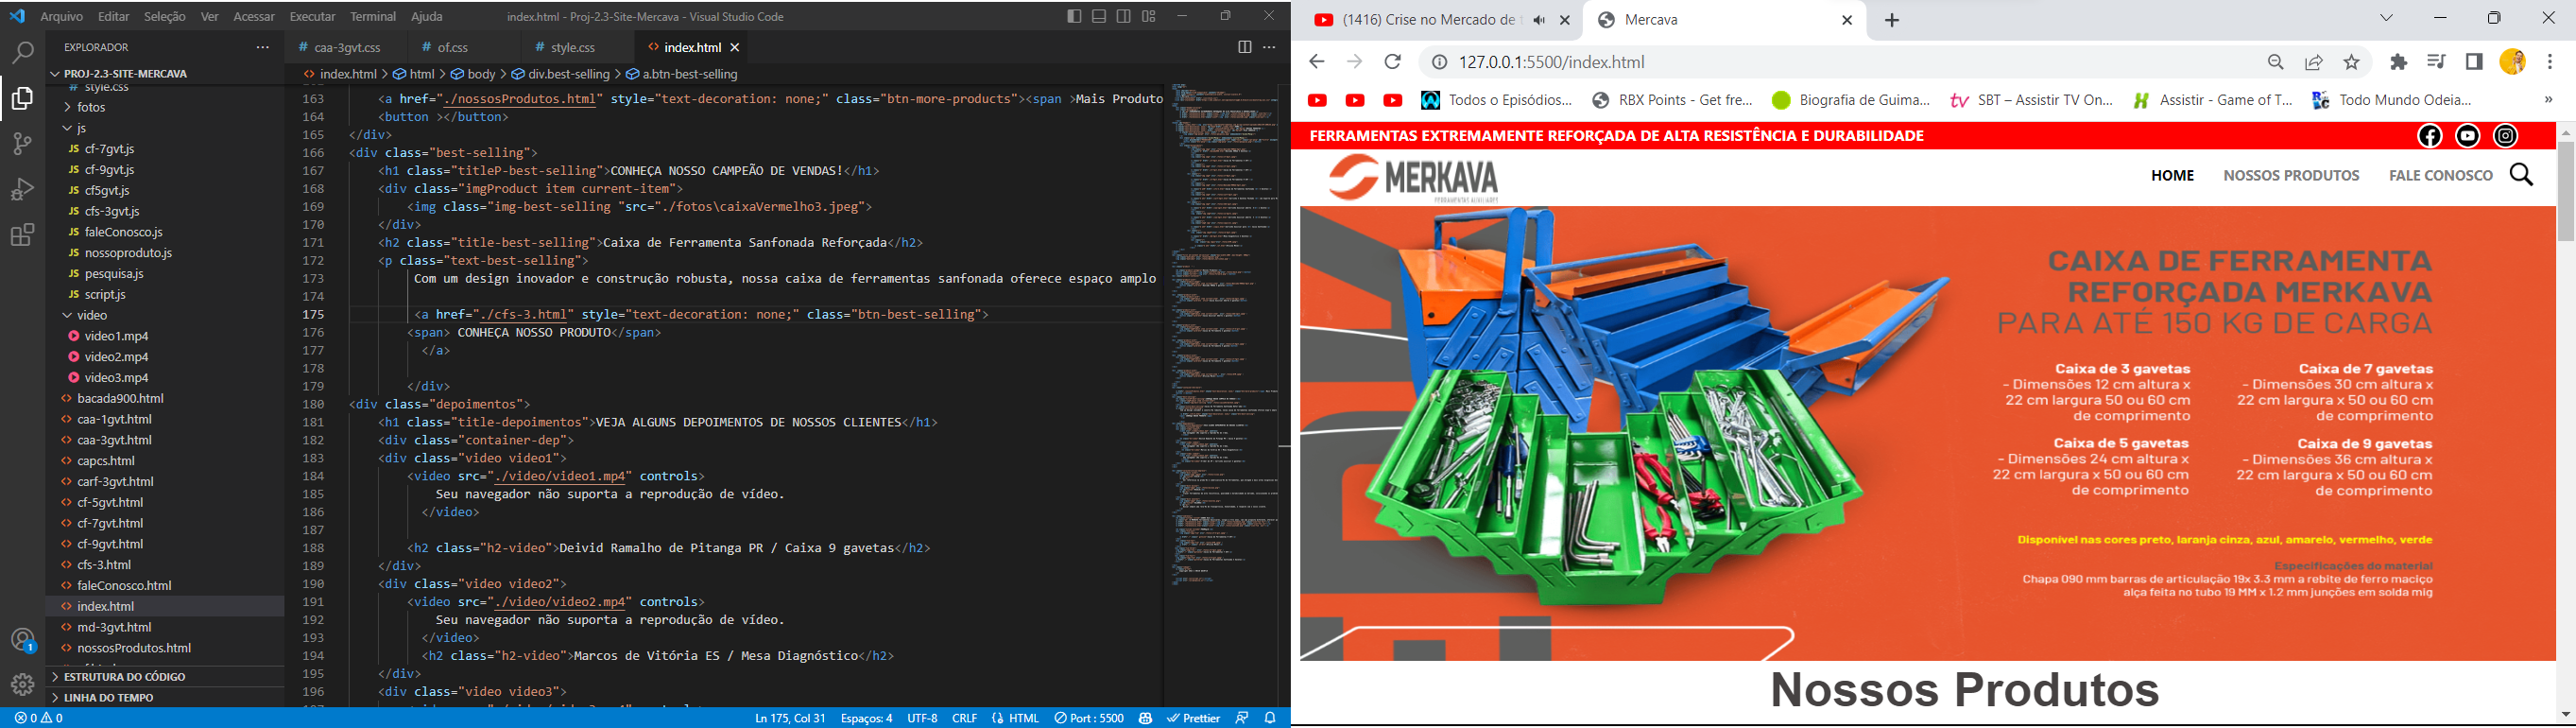 Arquivo Editar Seleção Ver Acessar Executar Terminal Ajuda
index.html - Proj-2.3-Site-Mercava - Visual Studio Code
EXPLORADOR
PROJ-2.3-SITE-MERCAVA
style.css
fotos
js
JS cf-7gvt.js
JS cf-9gvt.js
JS cf5gvt.js
JS cfs-3gvt.js
JS faleConosco.js
JS nossoproduto.js
JS pesquisa.js
JS script.js
video
video1.mp4
video2.mp4
video3.mp4
bacada900.html
caa-1gvt.html
caa-3gvt.html
capcs.html
carf-3gvt.html
cf-5gvt.html
cf-7gvt.html
cf-9gvt.html
cfs-3.html
faleConosco.html
index.html
md-3gvt.html
nossosProdutos.html
ESTRUTURA DO CÓDIGO
LINHA DO TEMPO
# caa-3gvt.css # of.css # style.css <> index.html
<> index.html > html > body > div.best-selling > a.btn-best-selling
163 <a href="./nossosProdutos.html" style="text-decoration: none;" class="btn-more-products"><span >Mais Produto
164 <button ></button>
165 </div>
166 <div class="best-selling">
167 <h1 class="titleP-best-selling">CONHEÇA NOSSO CAMPEÃO DE VENDAS!</h1>
168 <div class="imgProduct item current-item">
169 <img class="img-best-selling "src="./fotos\caixaVermelho3.jpeg">
170 </div>
171 <h2 class="title-best-selling">Caixa de Ferramenta Sanfonada Reforçada</h2>
172 <p class="text-best-selling">
173 Com um design inovador e construção robusta, nossa caixa de ferramentas sanfonada oferece espaço amplo
174
175 <a href="./cfs-3.html" style="text-decoration: none;" class="btn-best-selling">
176 <span> CONHEÇA NOSSO PRODUTO</span>
177 </a>
178
179 </div>
180 <div class="depoimentos">
181 <h1 class="title-depoimentos">VEJA ALGUNS DEPOIMENTOS DE NOSSOS CLIENTES</h1>
182 <div class="container-dep">
183 <div class="video video1">
184 <video src="./video/video1.mp4" controls>
185 Seu navegador não suporta a reprodução de vídeo.
186 </video>
187
188 <h2 class="h2-video">Deivid Ramalho de Pitanga PR / Caixa 9 gavetas</h2>
189 </div>
190 <div class="video video2">
191 <video src="./video/video2.mp4" controls>
192 Seu navegador não suporta a reprodução de vídeo.
193 </video>
194 <h2 class="h2-video">Marcos de Vitória ES / Mesa Diagnóstico</h2>
195 </div>
196 <div class="video video3">
1
0 0 Ln 175, Col 31 Espaços: 4 UTF-8 CRLF HTML Port : 5500 Prettier
(1416) Crise no Mercado de
Mercava
127.0.0.1:5500/index.html
Todos o Episódios... RBX Points - Get fre... Biografia de Guima... tv SBT – Assistir TV On... Assistir - Game of T... Todo Mundo Odeia... »
FERRAMENTAS EXTREMAMENTE REFORÇADA DE ALTA RESISTÊNCIA E DURABILIDADE
MERKAVA
FERRAMENTAS AUXILIARES
HOME NOSSOS PRODUTOS FALE CONOSCO
CAIXA DE FERRAMENTA
REFORÇADA MERKAVA
PARA ATÉ 150 KG DE CARGA
Caixa de 3 gavetas
- Dimensões 12 cm altura x
22 cm largura 50 ou 60 cm
de comprimento
Caixa de 7 gavetas
- Dimensões 30 cm altura x
22 cm largura x 50 ou 60 cm
de comprimento
Caixa de 5 gavetas
- Dimensões 24 cm altura x
22 cm largura x 50 ou 60 cm
de comprimento
Caixa de 9 gavetas
- Dimensões 36 cm altura x
22 cm largura x 50 ou 60 cm
de comprimento
Disponível nas cores preto, laranja cinza, azul, amarelo, vermelho, verde
Especificações do material
Chapa 090 mm barras de articulação 19x 3.3 mm a rebite de ferro maciço
alça feita no tubo 19 MM x 1.2 mm junções em solda mig
Nossos Produtos